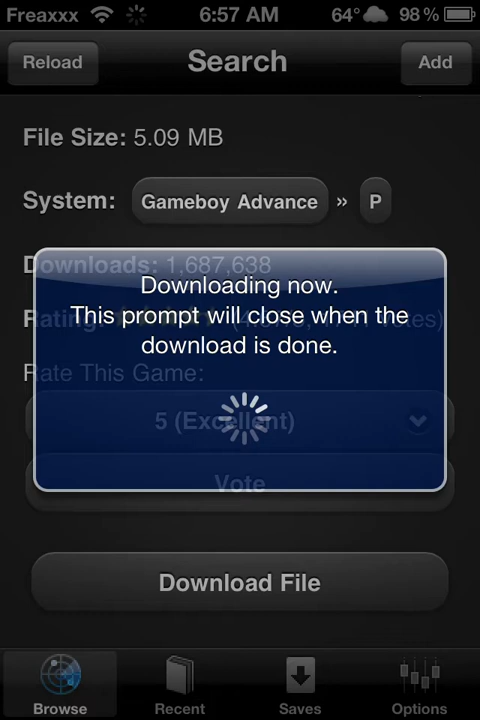 Freaxxx 6:57 AM 64° 98 %
Reload Search Add
File Size: 5.09 MB
System: Gameboy Advance » P
Downloads: 1,687,638
Downloading now.
This prompt will close when the
download is done.
Rating: votes)
Rate This Game:
5 (Excellent)
Vote
Download File
Browse Recent Saves Options